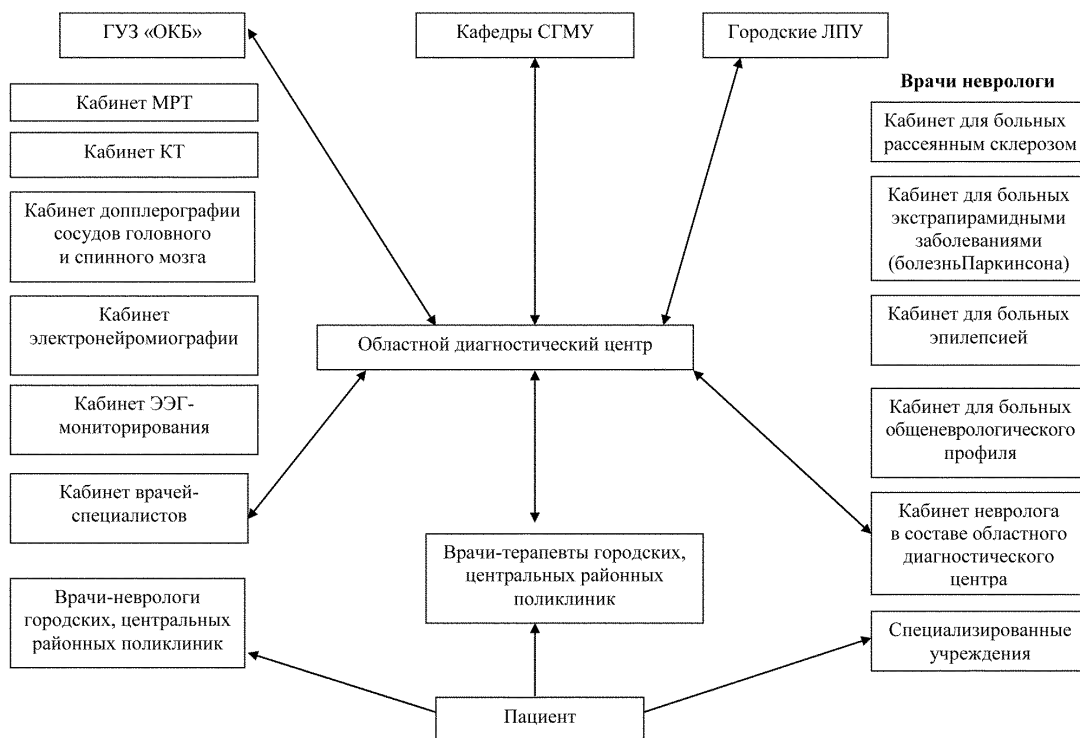 ГУЗ «ОКБ»
Кафедры СГМУ
Городские ЛПУ
Кабинет МРТ
Кабинет КТ
Кабинет допплерографии
сосудов головного
и спинного мозга
Кабинет
электронейромиографии
Кабинет ЭЭГ-
мониторирования
Кабинет врачей-
специалистов
Врачи-неврологи
городских, центральных
районных поликлиник
Областной диагностический центр
Врачи-терапевты городских,
центральных районных
поликлиник
Пациент
Врачи неврологи
Кабинет для больных
рассеянным склерозом
Кабинет для больных
экстрапирамидными
заболеваниями
(болезньПаркинсона)
Кабинет для больных
эпилепсией
Кабинет для больных
общеневрологического
профиля
Кабинет невролога
в составе областного
диагностического
центра
Специализированные
учреждения